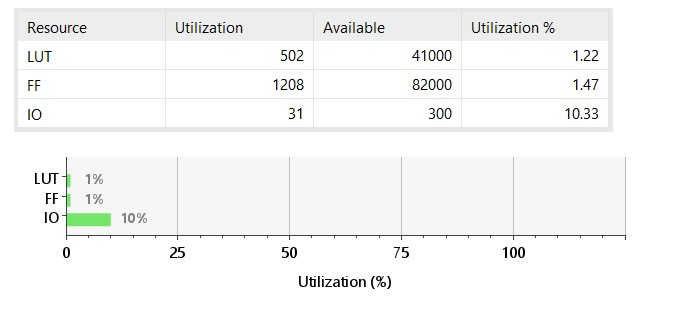 Resource Utilization Available Utilization %
LUT 502 41000 1.22
FF 1208 82000 1.47
IO 31 300 10.33
LUT 1%
FF 1%
IO 10%
0 25 50 75 100
Utilization (%)